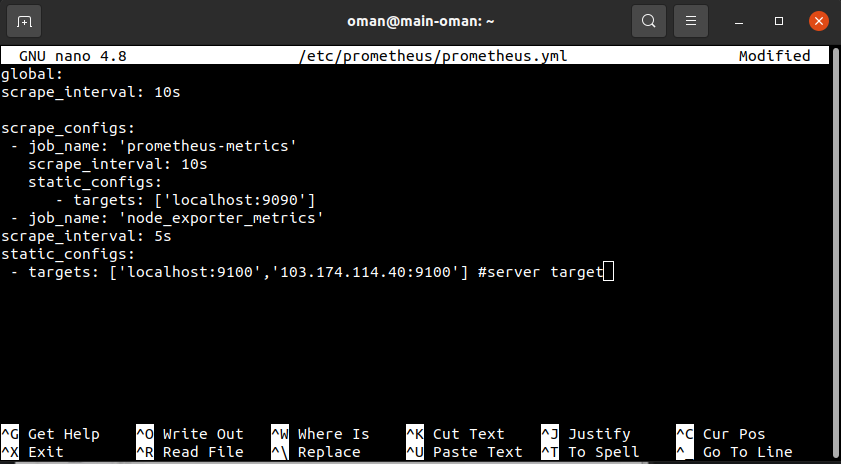 oman@main-oman: ~
GNU nano 4.8 /etc/prometheus/prometheus.yml Modified
global:
scrape_interval: 10s
scrape_configs:
 - job_name: 'prometheus-metrics'
   scrape_interval: 10s
   static_configs:
      - targets: ['localhost:9090']
 - job_name: 'node_exporter_metrics'
scrape_interval: 5s
static_configs:
 - targets: ['localhost:9100','103.174.114.40:9100'] #server target
^G Get Help ^O Write Out ^W Where Is ^K Cut Text ^J Justify ^C Cur Pos
^X Exit ^R Read File ^\ Replace ^U Paste Text ^T To Spell ^_ Go To Line